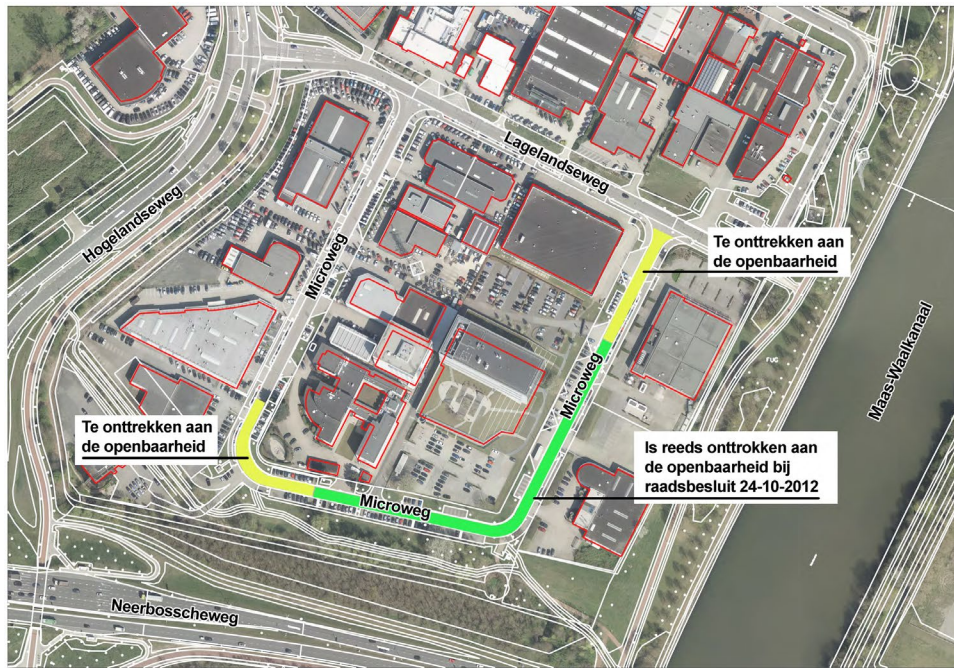 Lagelandseweg
Hogelandseweg
Microweg
Te onttrekken aan
de openbaarheid
Microweg
Maas-Waalkanaal
Te onttrekken aan
de openbaarheid
Is reeds onttrokken aan
de openbaarheid bij
raadsbesluit 24-10-2012
Microweg
Neerbosscheweg